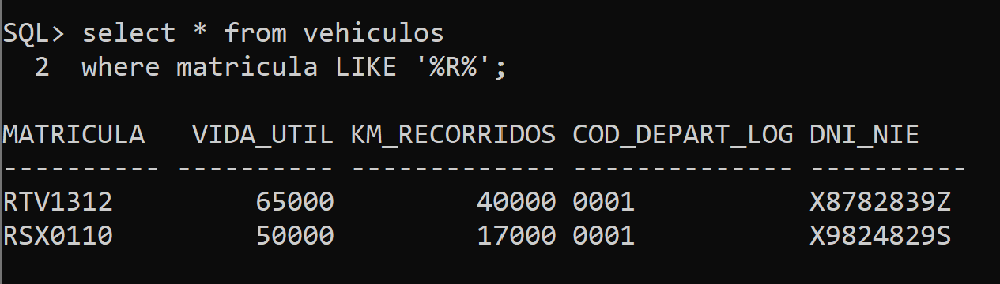 SQL> select * from vehiculos
  2  where matricula LIKE '%R%';

MATRICULA   VIDA_UTIL KM_RECORRIDOS COD_DEPART_LOG DNI_NIE
---------- ---------- ------------- -------------- ----------
RTV1312         65000         40000 0001           X8782839Z
RSX0110         50000         17000 0001           X9824829S